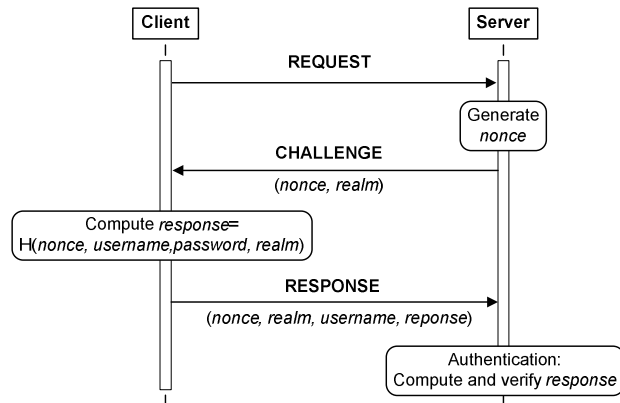 Client
Server
REQUEST
Generate
nonce
CHALLENGE
(nonce, realm)
Compute response=
H(nonce, username,password, realm)
RESPONSE
(nonce, realm, username, reponse)
Authentication:
Compute and verify response